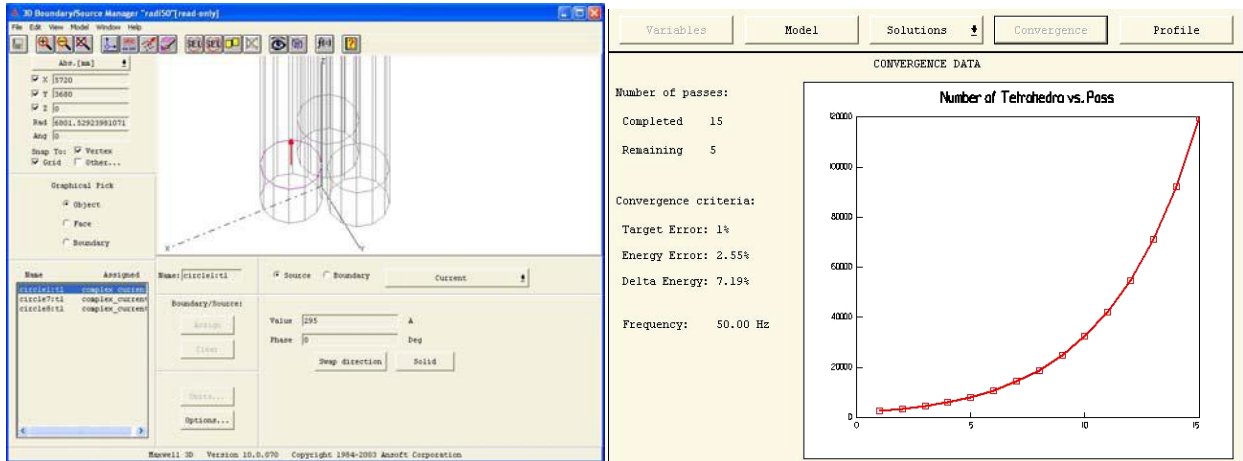 3D Boundary/Source Manager "radi50"[read-only]
File Edit View Model Window Help
SEL SEL f(x) ?
Abs.[mm]
X 5720
Y 3680
Z 0
Rad 6801.52923981071
Ang 0
Snap To: Vertex
Grid Other...
Graphical Pick
Object
Face
Boundary
Z
X
Y
Name Assigned
circle1:t1 complex_curren
circle7:t1 complex_current
circle8:t1 complex_current
Name: circle1:t1
Boundary/Source:
Assign
Clear
Units...
Options...
Source Boundary Current
Value 295 A
Phase 0 Deg
Swap direction Solid
Maxwell 3D Version 10.0.070 Copyright 1984-2003 Ansoft Corporation
Variables Model Solutions Convergence Profile
CONVERGENCE DATA
Number of passes:
Completed 15
Remaining 5
Convergence criteria:
Target Error: 1%
Energy Error: 2.55%
Delta Energy: 7.19%
Frequency: 50.00 Hz
Number of Tetrahedra vs. Pass
120000
100000
80000
60000
40000
20000
0
0 5 10 15